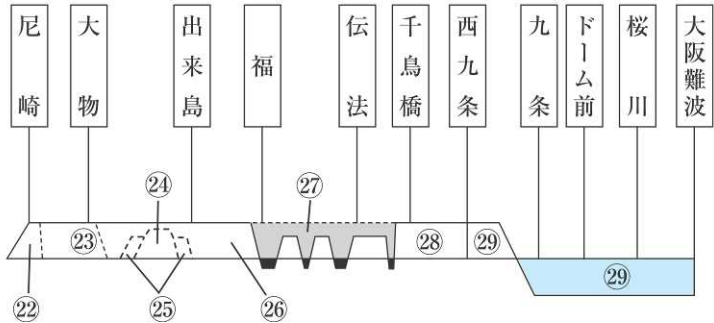 尼崎
大物
出来島
福
伝法
千鳥橋
西九条
九条
ドーム前
桜川
大阪難波
㉔
㉗
㉓
㉘
㉙
㉙
㉒
㉕
㉖